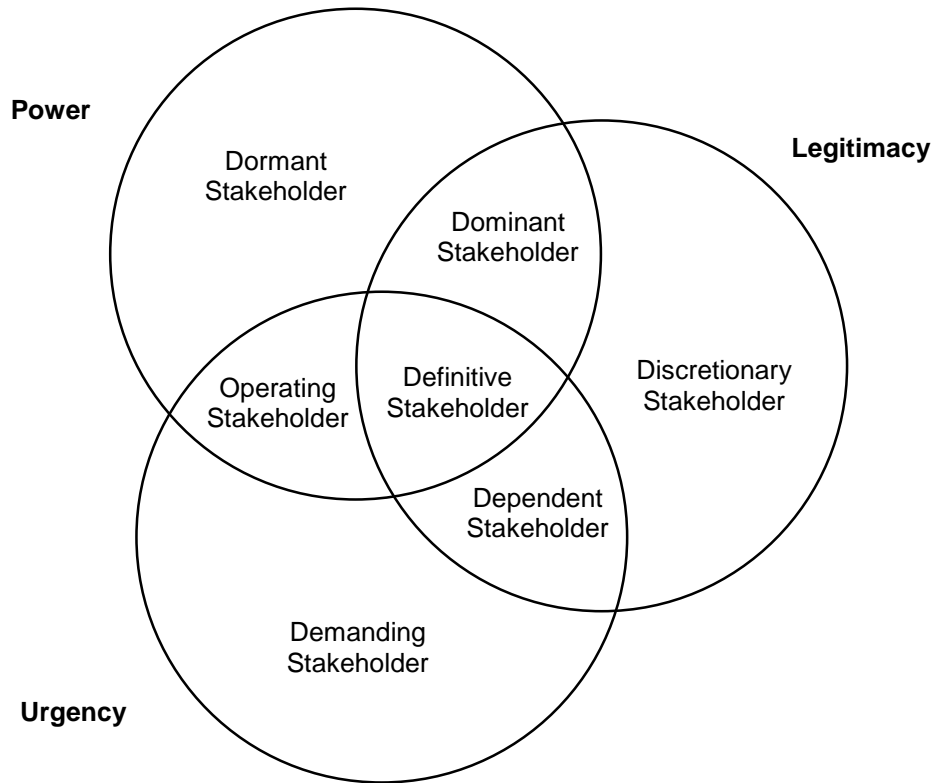 Power
Legitimacy
Dormant
Stakeholder
Dominant
Stakeholder
Operating
Stakeholder
Definitive
Stakeholder
Discretionary
Stakeholder
Dependent
Stakeholder
Demanding
Stakeholder
Urgency